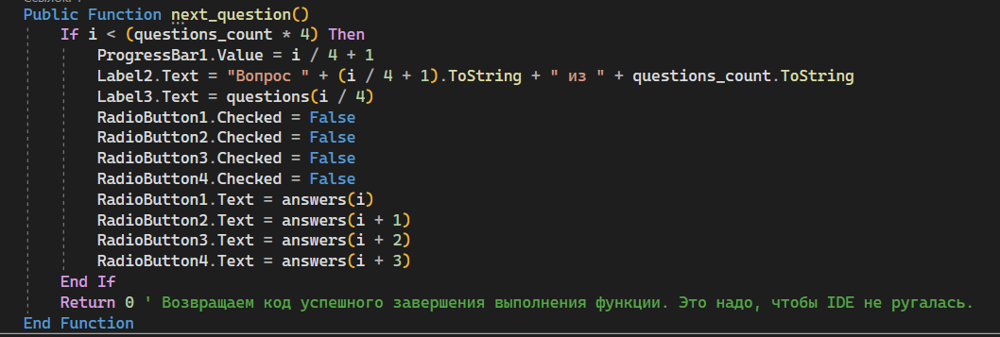 Public Function next_question()
If i < (questions_count * 4) Then
ProgressBar1.Value = i / 4 + 1
Label2.Text = "Вопрос " + (i / 4 + 1).ToString + " из " + questions_count.ToString
Label3.Text = questions(i / 4)
RadioButton1.Checked = False
RadioButton2.Checked = False
RadioButton3.Checked = False
RadioButton4.Checked = False
RadioButton1.Text = answers(i)
RadioButton2.Text = answers(i + 1)
RadioButton3.Text = answers(i + 2)
RadioButton4.Text = answers(i + 3)
End If
Return 0 ' Возвращаем код успешного завершения выполнения функции. Это надо, чтобы IDE не ругалась.
End Function